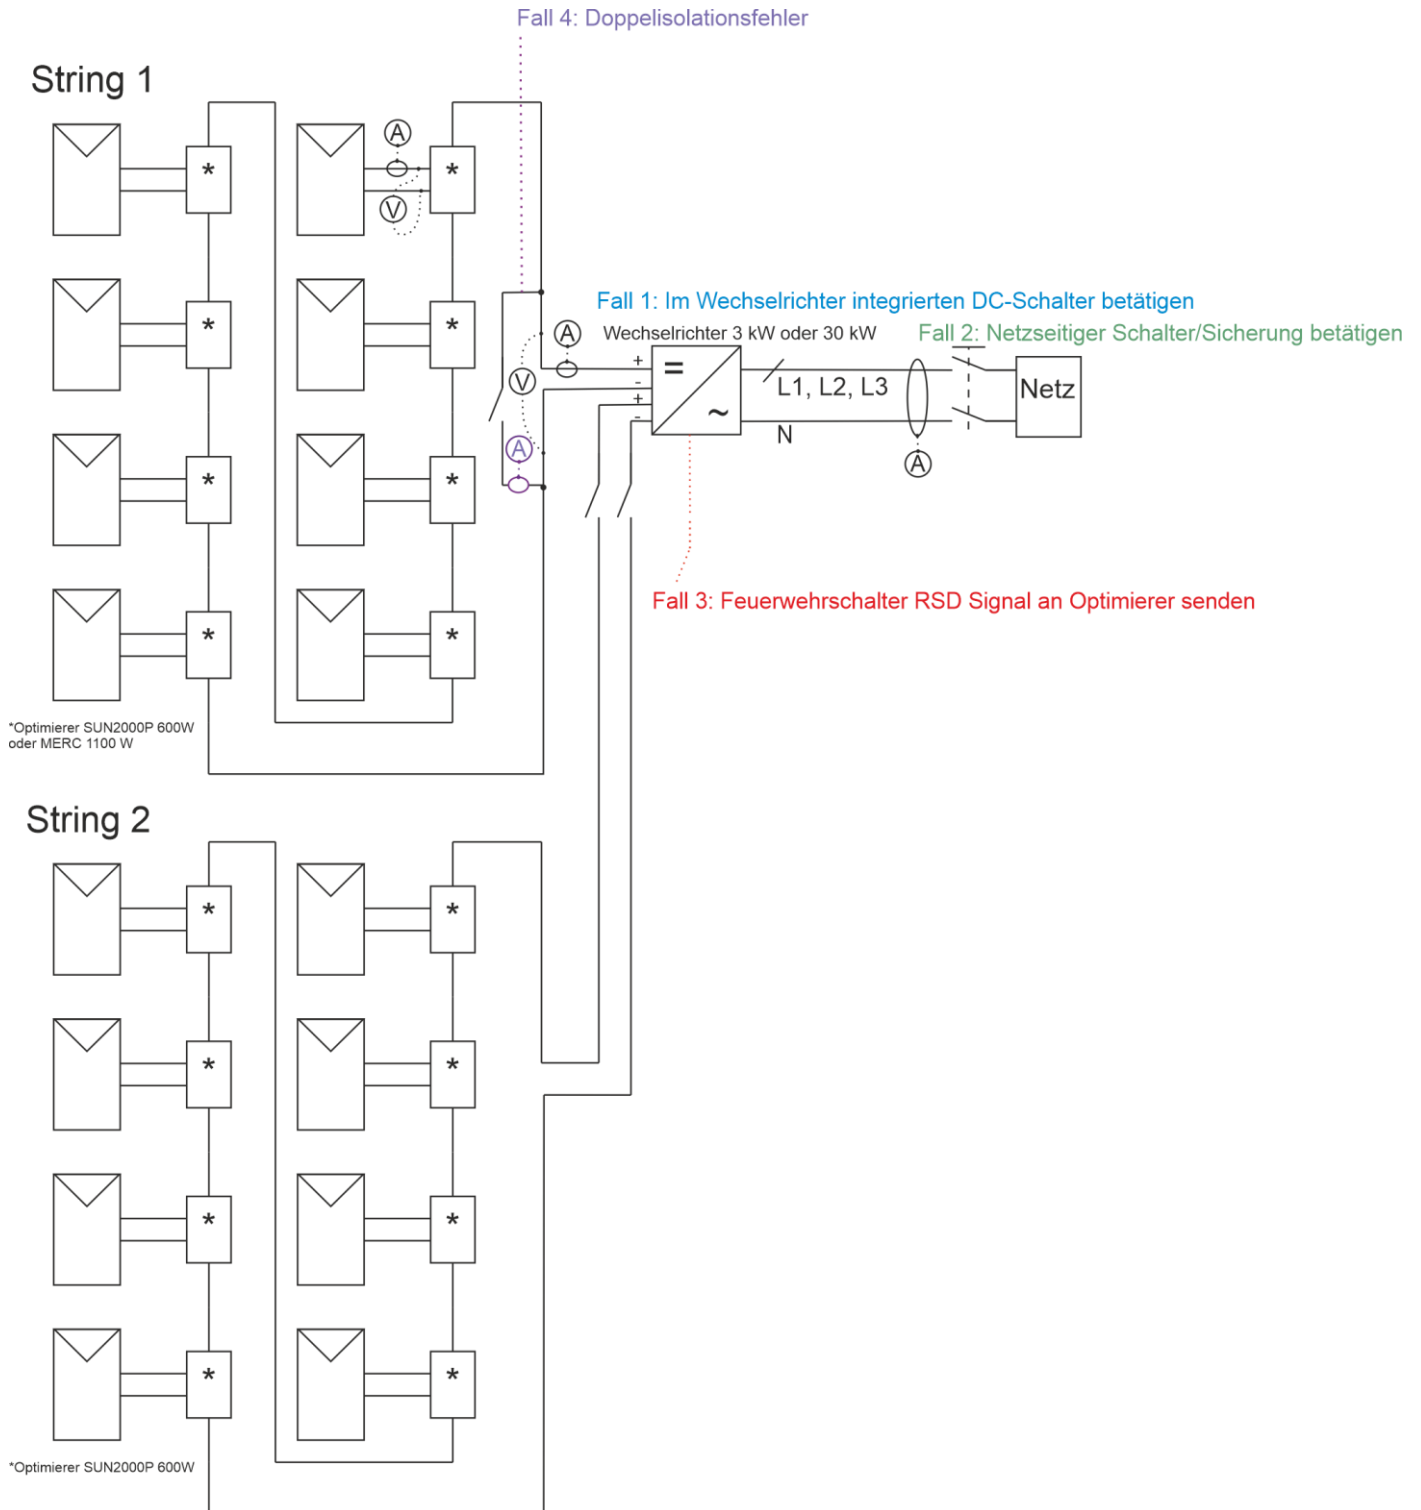 Fall 4: Doppelisolationsfehler
String 1
A
*
*
V
*
*
Fall 1: Im Wechselrichter integrierten DC-Schalter betätigen
A
Wechselrichter 3 kW oder 30 kW
Fall 2: Netzseitiger Schalter/Sicherung betätigen
+
=
V
-
L1, L2, L3
Netz
+
~
-
N
A
A
*
*
Fall 3: Feuerwehrschalter RSD Signal an Optimierer senden
*
*
*Optimierer SUN2000P 600W
oder MERC 1100 W
String 2
*
*
*
*
*
*
*
*
*Optimierer SUN2000P 600W